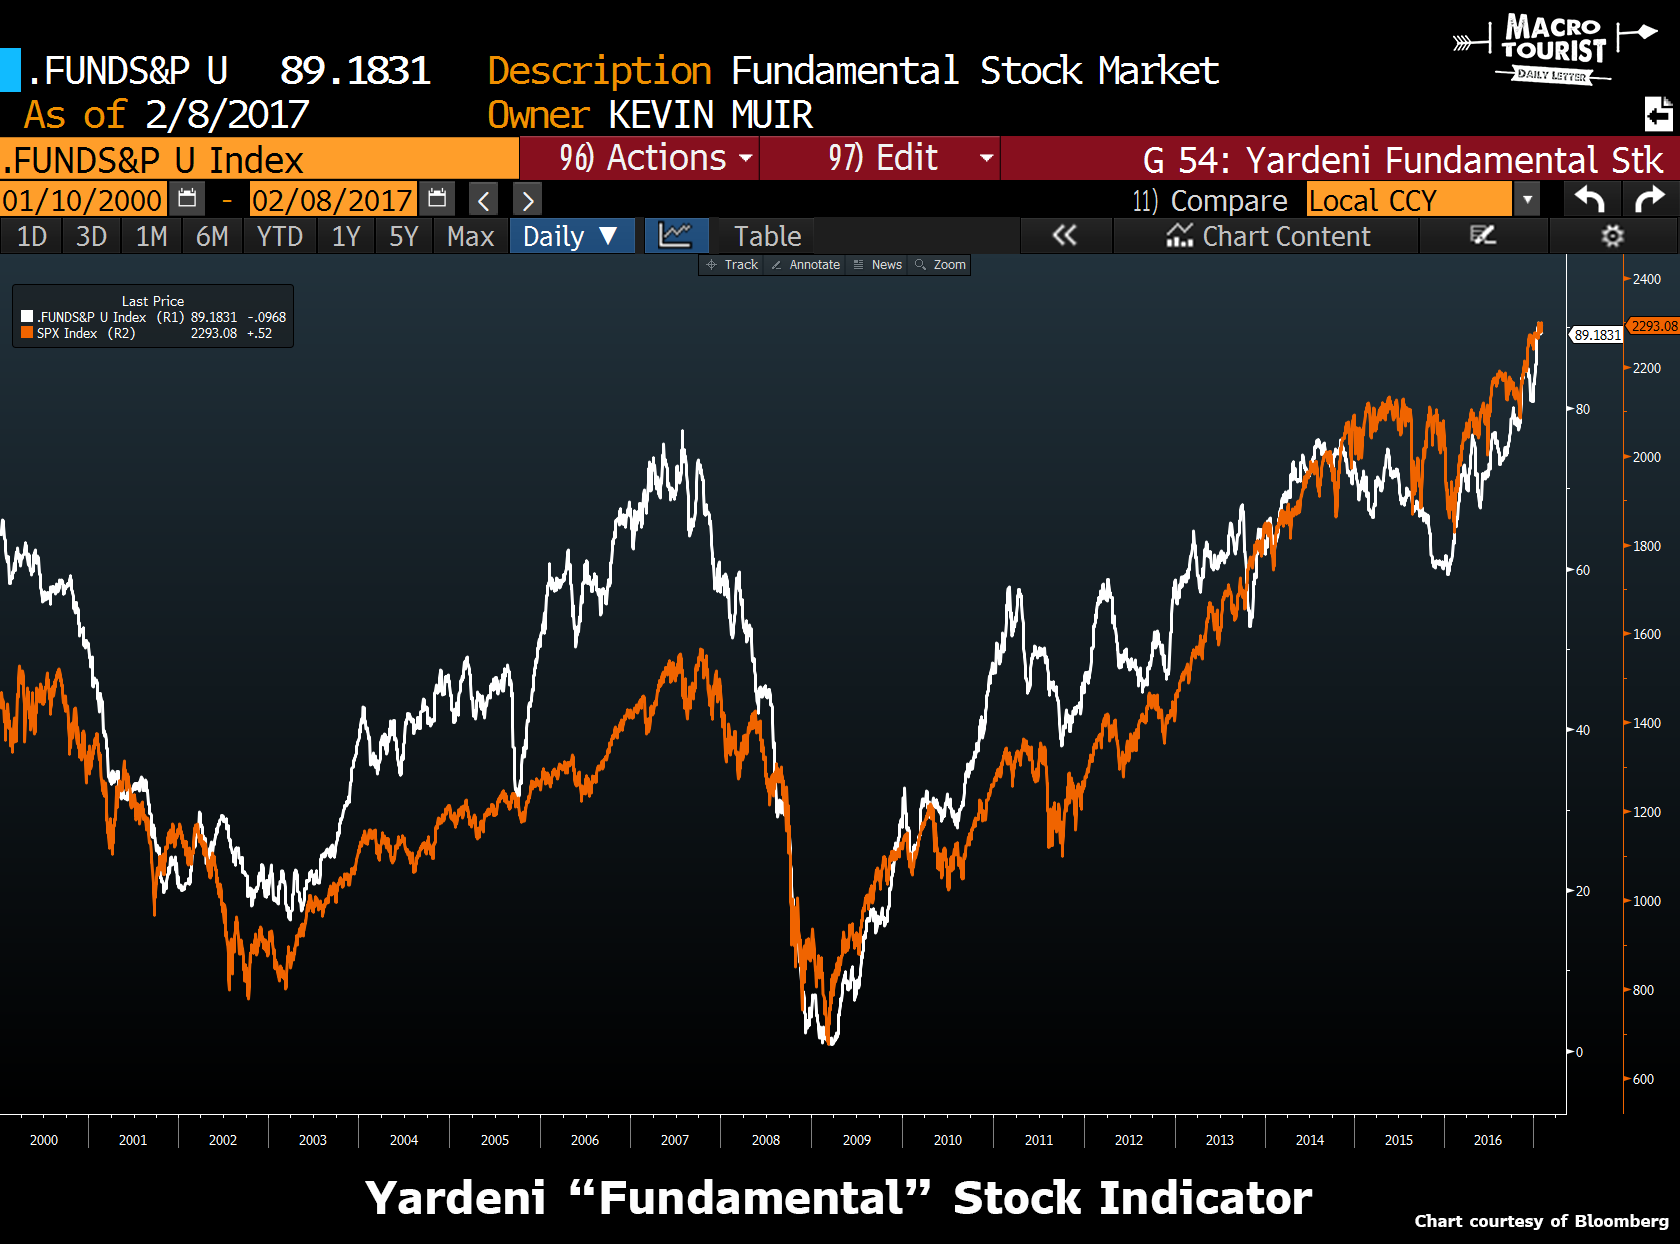 MACRO
TOURIST
DAILY LETTER
.FUNDS&P U 89.1831 Description Fundamental Stock Market
As of 2/8/2017 Owner KEVIN MUIR
.FUNDS&P U Index 96) Actions 97) Edit G 54: Yardeni Fundamental Stk
01/10/2000 - 02/08/2017 < > 11) Compare Local CCY
1D 3D 1M 6M YTD 1Y 5Y Max Daily ▼ Table « Chart Content
Track Annotate News Zoom
Last Price
.FUNDS&P U Index (R1) 89.1831 -.0968
SPX Index (R2) 2293.08 +.52
2400
89.1831 2293.08
2200
80
2000
1800
60
1600
40 1400
1200
20
1000
800
0
600
2000 2001 2002 2003 2004 2005 2006 2007 2008 2009 2010 2011 2012 2013 2014 2015 2016
Yardeni “Fundamental” Stock Indicator
Chart courtesy of Bloomberg